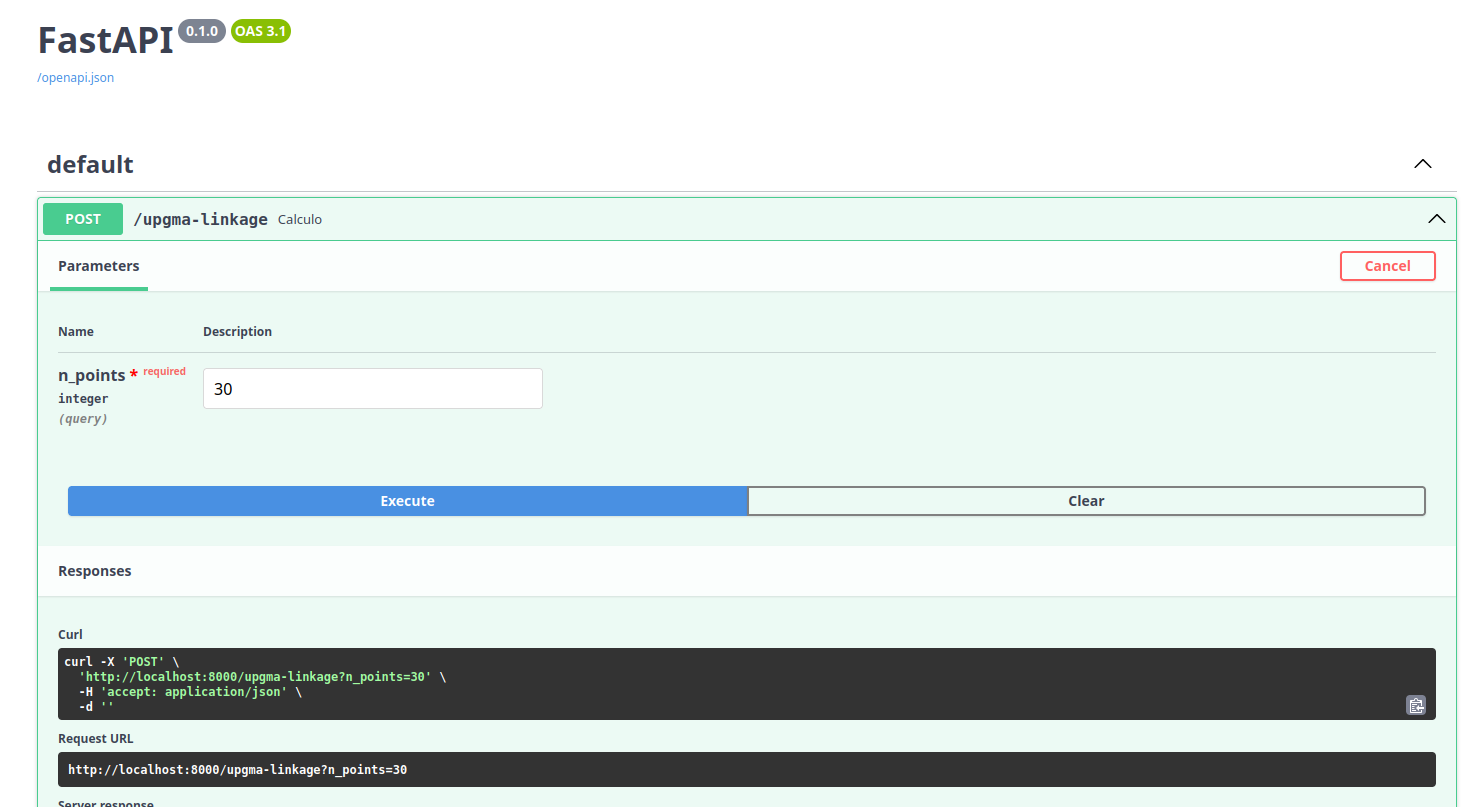 FastAPI 0.1.0 OAS 3.1
/openapi.json
default
POST /upgma-linkage Calculo
Parameters
Cancel
Name Description
n_points * required
integer
(query)
30
Execute Clear
Responses
Curl
curl -X 'POST' \
  'http://localhost:8000/upgma-linkage?n_points=30' \
  -H 'accept: application/json' \
  -d ''
Request URL
http://localhost:8000/upgma-linkage?n_points=30
Server response